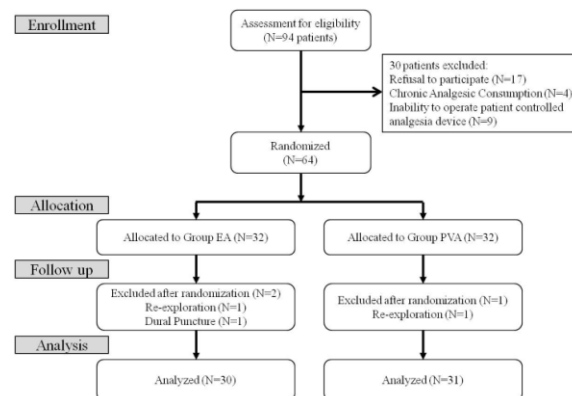 Enrollment
Assessment for eligibility
(N=94 patients)
30 patients excluded:
Refusal to participate (N=17)
Chronic Analgesic Consumption (N=4)
Inability to operate patient controlled
analgesia device (N=9)
Randomized
(N=64)
Allocation
Allocated to Group EA (N=32)
Allocated to Group PVA (N=32)
Follow up
Excluded after randomization (N=2)
Re-exploration (N=1)
Dural Puncture (N=1)
Excluded after randomization (N=1)
Re-exploration (N=1)
Analysis
Analyzed (N=30)
Analyzed (N=31)